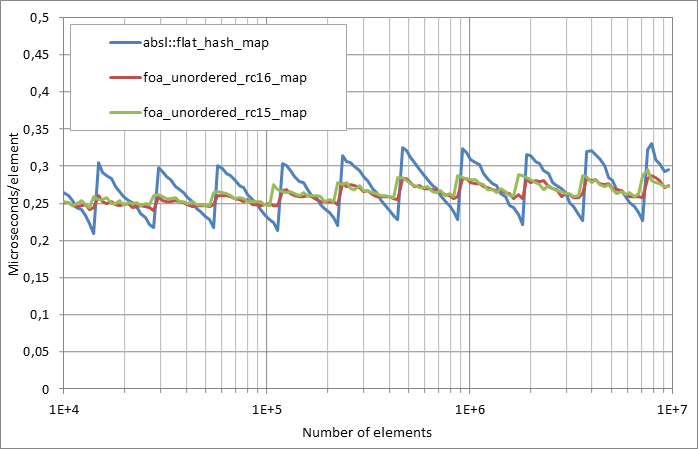 0,5
0,45
0,4
0,35
0,3
0,25
0,2
0,15
0,1
0,05
0
Microseconds/element
absl::flat_hash_map
foa_unordered_rc16_map
foa_unordered_rc15_map
1E+4 1E+5 1E+6 1E+7
Number of elements